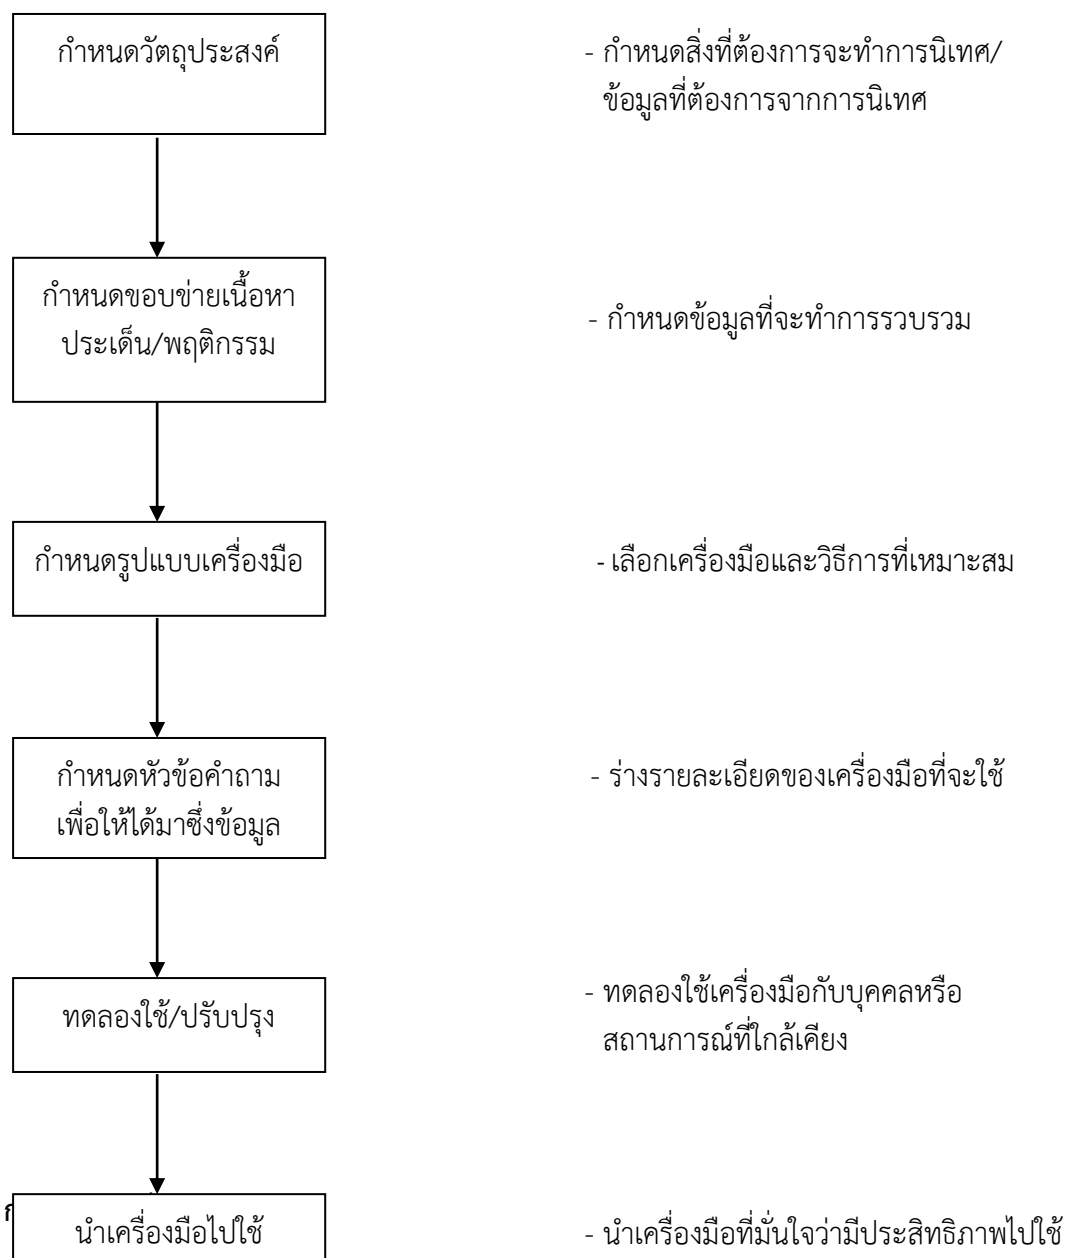 กำหนดวัตถุประสงค์
- กำหนดสิ่งที่ต้องการจะทำการนิเทศ/
ข้อมูลที่ต้องการจากการนิเทศ
กำหนดขอบข่ายเนื้อหา
ประเด็น/พฤติกรรม
- กำหนดข้อมูลที่จะทำการรวบรวม
กำหนดรูปแบบเครื่องมือ
- เลือกเครื่องมือและวิธีการที่เหมาะสม
กำหนดหัวข้อคำถาม
เพื่อให้ได้มาซึ่งข้อมูล
- ร่างรายละเอียดของเครื่องมือที่จะใช้
ทดลองใช้/ปรับปรุง
- ทดลองใช้เครื่องมือกับบุคคลหรือ
สถานการณ์ที่ใกล้เคียง
นำเครื่องมือไปใช้
- นำเครื่องมือที่มั่นใจว่ามีประสิทธิภาพไปใช้